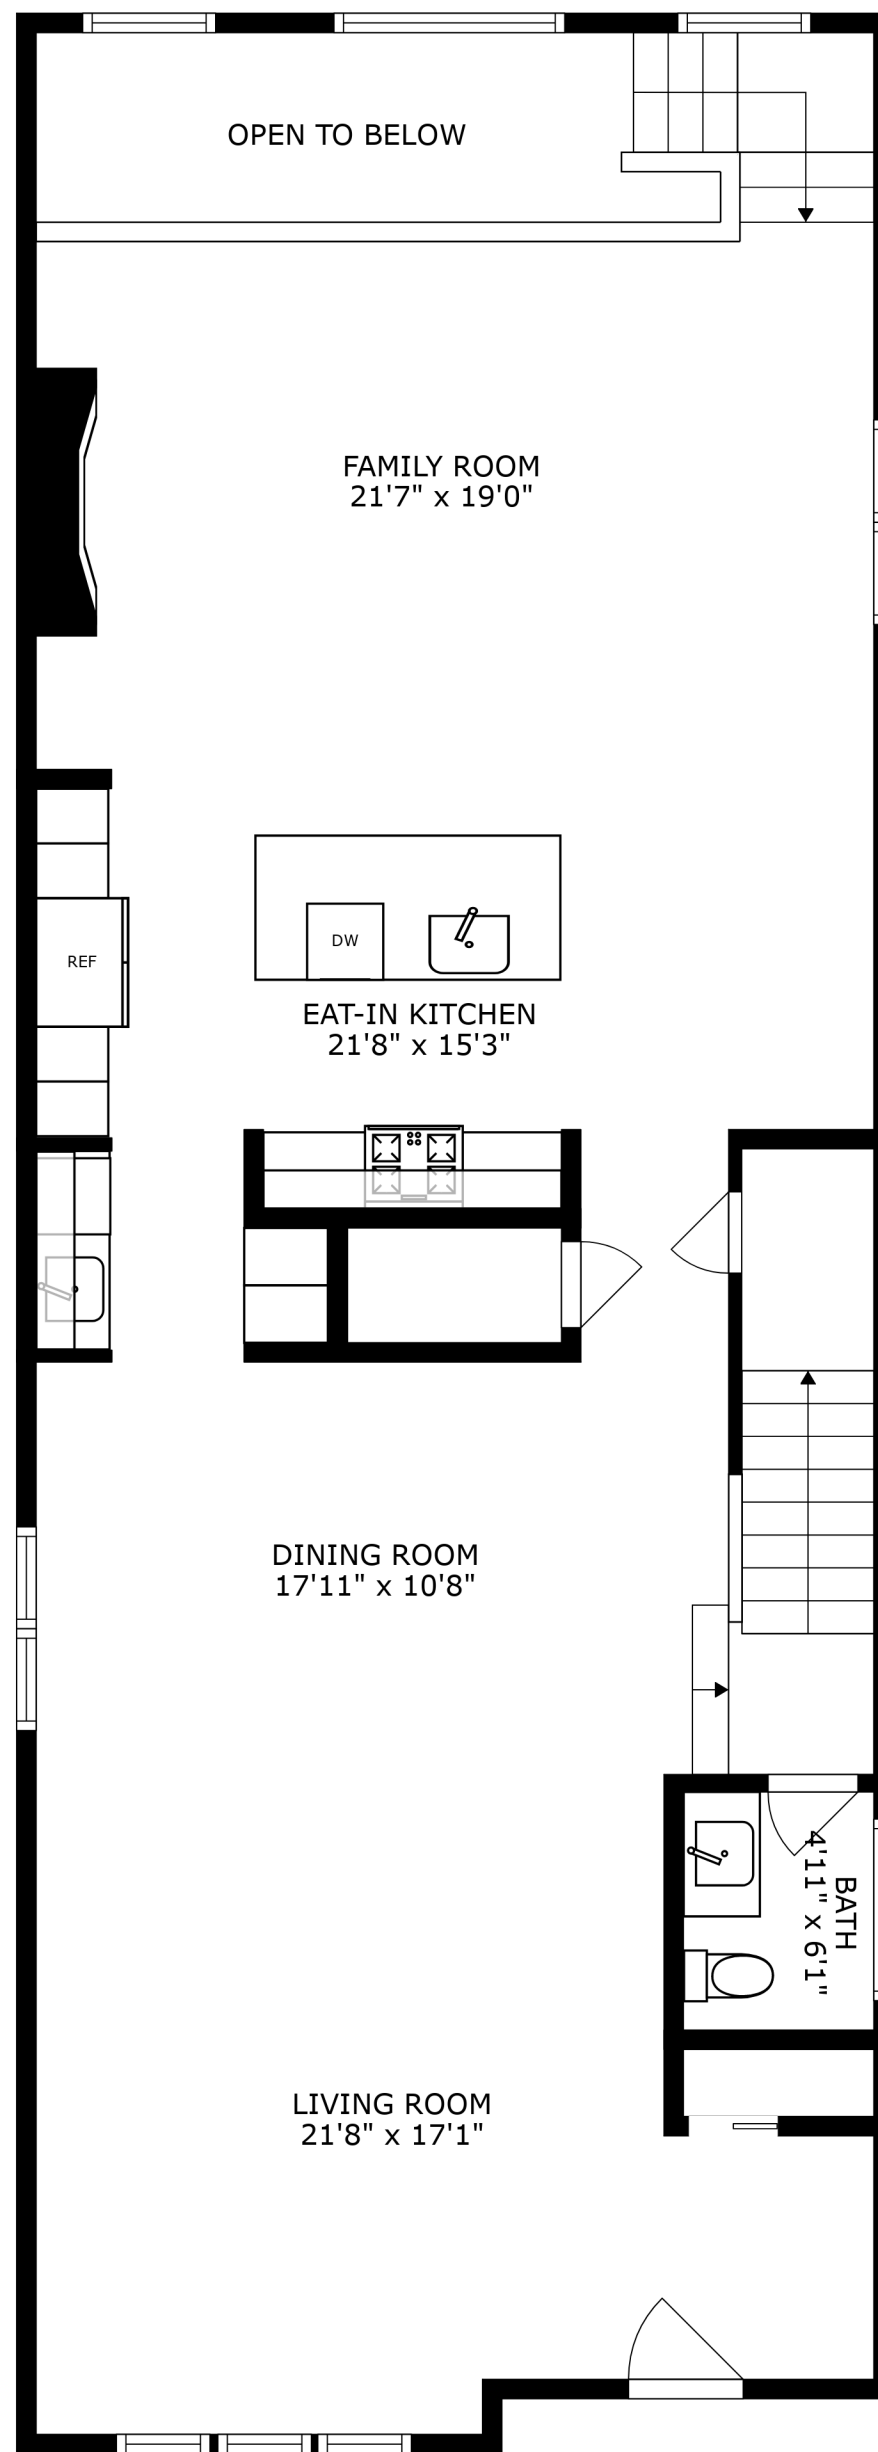 OPEN TO BELOW
FAMILY ROOM
21'7" x 19'0"
REF
DW
EAT-IN KITCHEN
21'8" x 15'3"
DINING ROOM
17'11" x 10'8"
BATH
4'11" x 6'1"
LIVING ROOM
21'8" x 17'1"